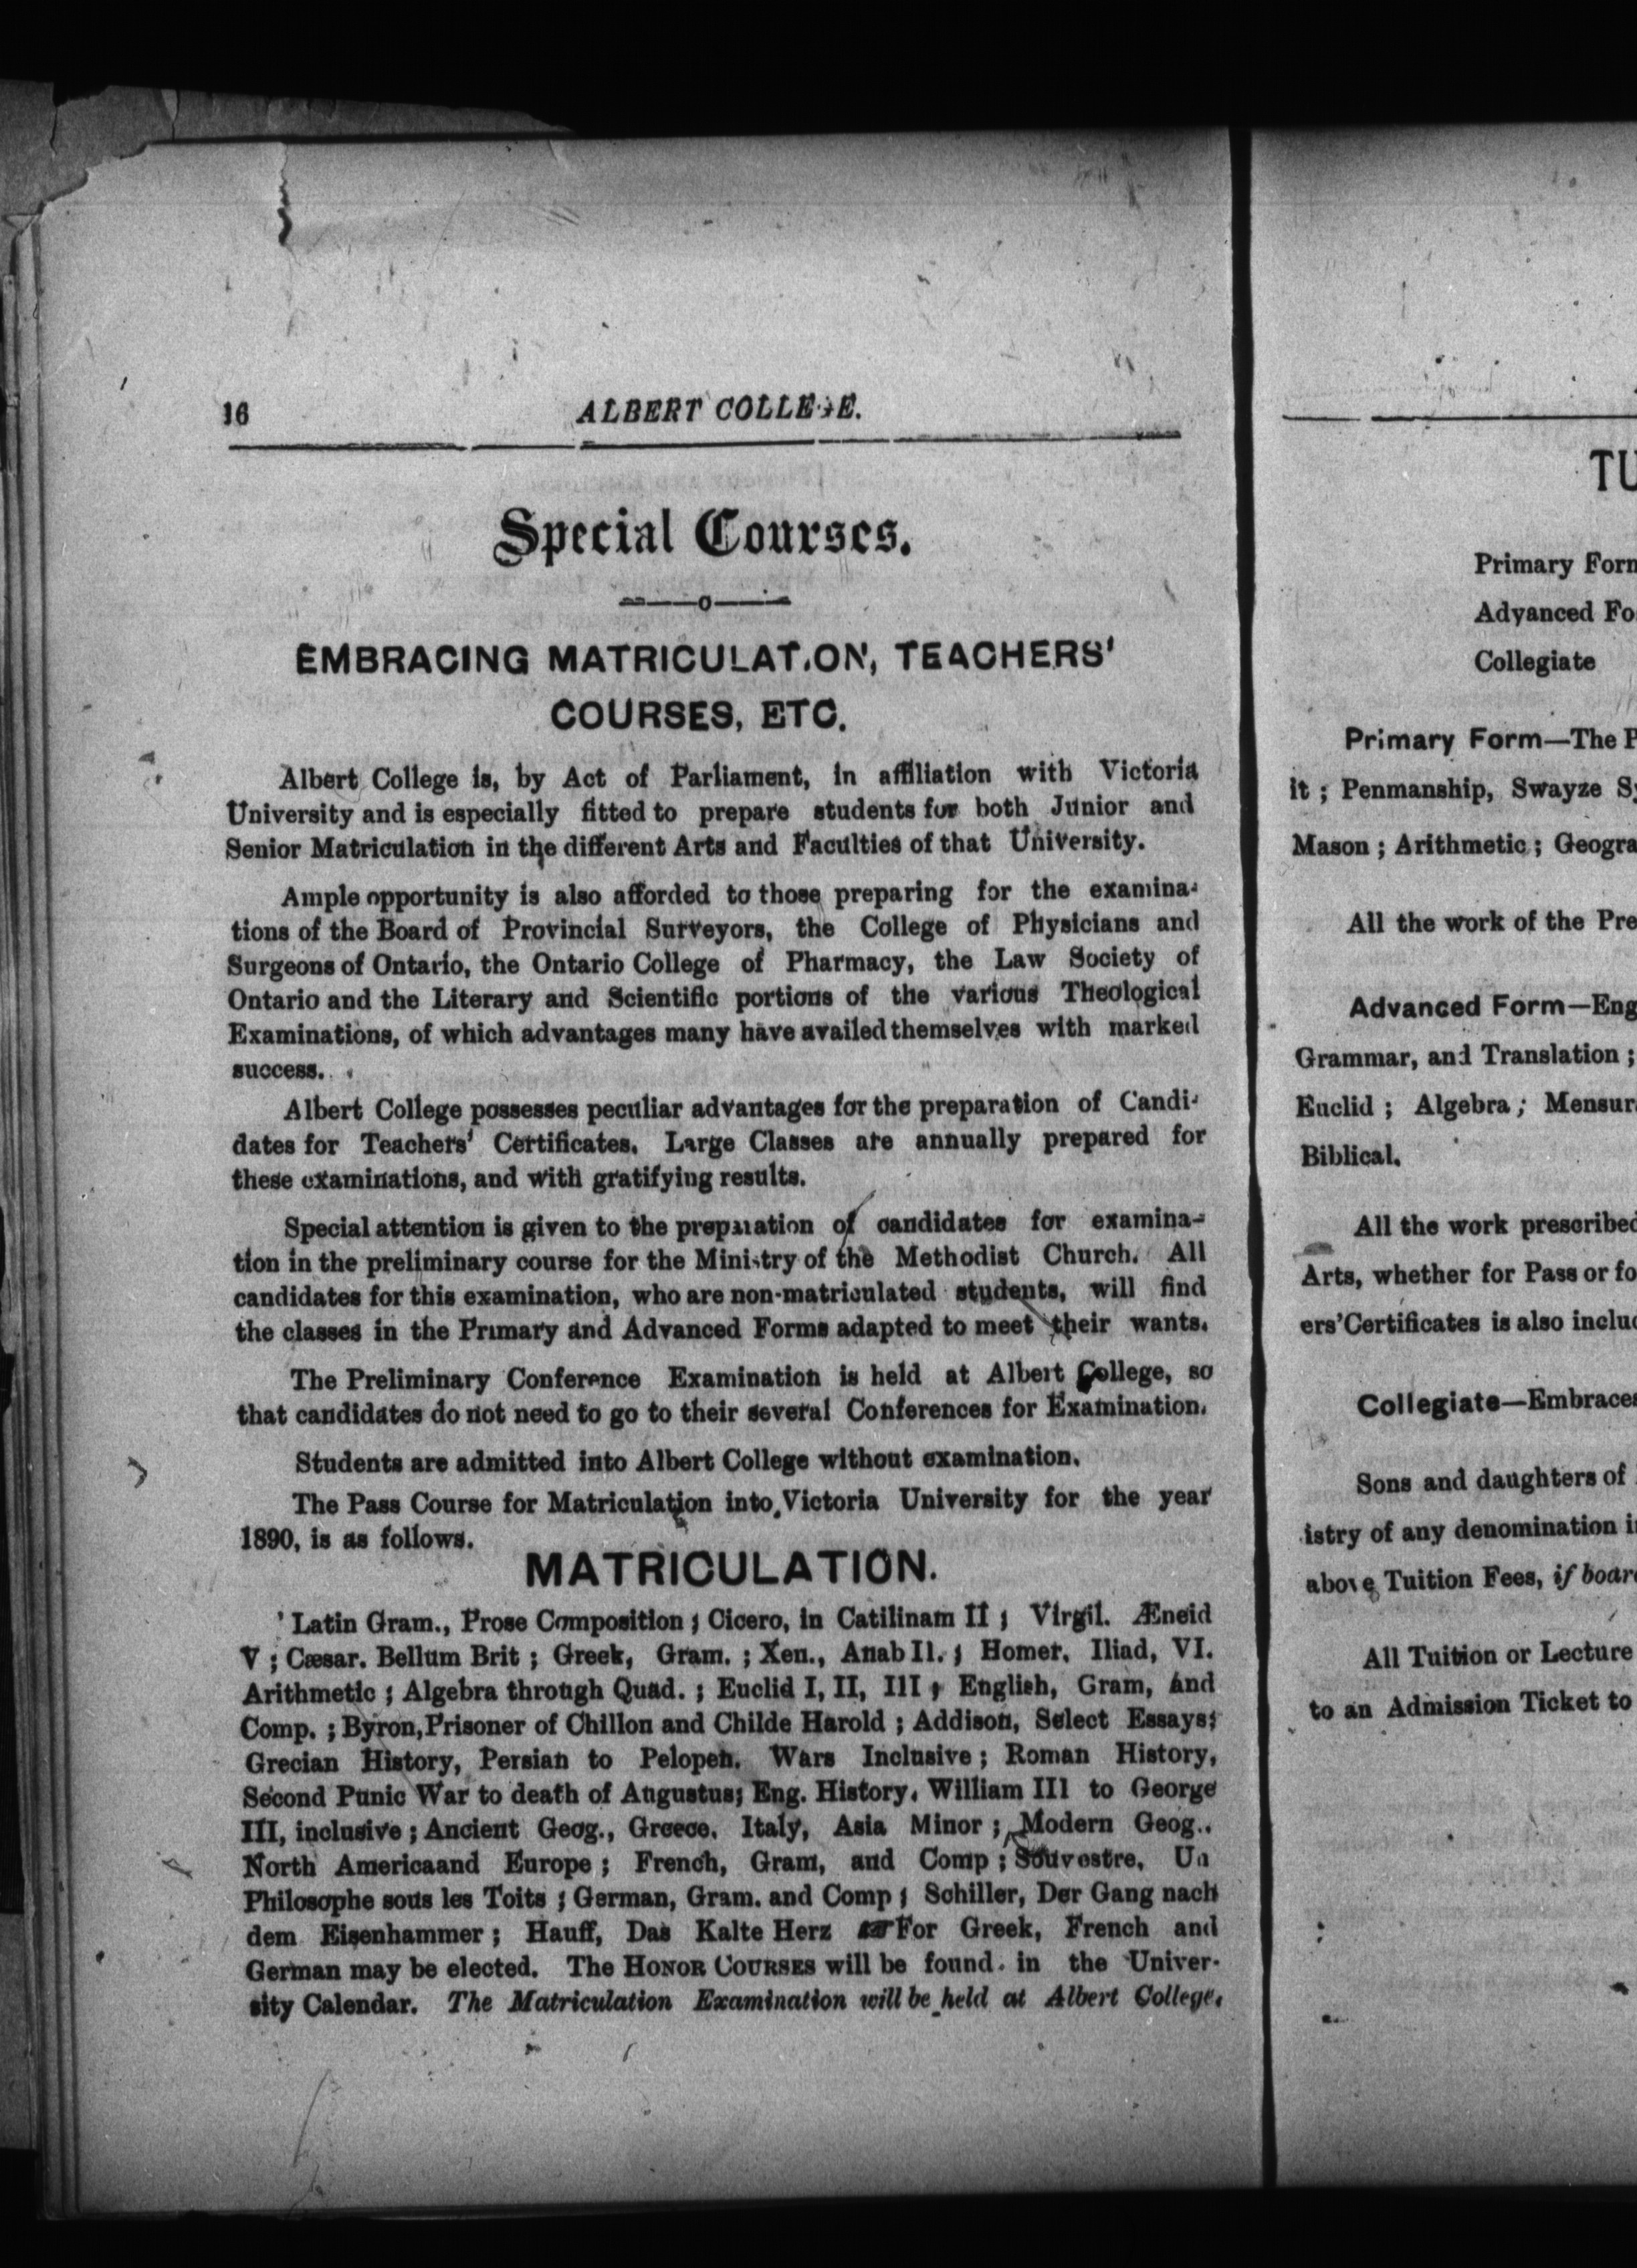 16 ALBERT COLLEGE.
Special Courses.
EMBRACING MATRICULATION, TEACHERS'
COURSES, ETC.
Albert College is, by Act of Parliament, in affiliation with Victoria
University and is especially fitted to prepare students for both Junior and
Senior Matriculation in the different Arts and Faculties of that University.
Ample opportunity is also afforded to those preparing for the examina-
tions of the Board of Provincial Surveyors, the College of Physicians and
Surgeons of Ontario, the Ontario College of Pharmacy, the Law Society of
Ontario and the Literary and Scientific portions of the various Theological
Examinations, of which advantages many have availed themselves with marked
success.
Albert College possesses peculiar advantages for the preparation of Candi-
dates for Teachers' Certificates. Large Classes are annually prepared for
these examinations, and with gratifying results.
Special attention is given to the preparation of candidates for examina-
tion in the preliminary course for the Ministry of the Methodist Church. All
candidates for this examination, who are non-matriculated students, will find
the classes in the Primary and Advanced Forms adapted to meet their wants.
The Preliminary Conference Examination is held at Albert College, so
that candidates do not need to go to their several Conferences for Examination.
Students are admitted into Albert College without examination.
The Pass Course for Matriculation into Victoria University for the year
1890, is as follows.
MATRICULATION.
Latin Gram., Prose Composition ; Cicero, in Catilinam II ; Virgil. Æneid
V ; Cæsar. Bellum Brit ; Greek, Gram. ; Xen., Anab II. ; Homer, Iliad, VI.
Arithmetic ; Algebra through Quad. ; Euclid I, II, III ; English, Gram, and
Comp. ; Byron, Prisoner of Chillon and Childe Harold ; Addison, Select Essays;
Grecian History, Persian to Pelopen. Wars Inclusive ; Roman History,
Second Punic War to death of Augustus; Eng. History. William III to George
III, inclusive ; Ancient Geog., Greece. Italy, Asia Minor ; Modern Geog..
North Americaand Europe ; French, Gram, and Comp ; Souvestre, Un
Philosophe sous les Toits ; German, Gram. and Comp ; Schiller, Der Gang nach
dem Eisenhammer ; Hauff, Das Kalte Herz ☞For Greek, French and
German may be elected. The HONOR COURSES will be found in the Univer-
sity Calendar. The Matriculation Examination will be held at Albert College.
TU
Primary Form
Adyanced Fo
Collegiate
Primary Form—The P
it ; Penmanship, Swayze Sy
Mason ; Arithmetic ; Geogra
All the work of the Pre
Advanced Form—Eng
Grammar, and Translation ;
Euclid ; Algebra ; Mensura
Biblical.
All the work prescribed
Arts, whether for Pass or fo
ers'Certificates is also includ
Collegiate—Embraces
Sons and daughters of
istry of any denomination i
above Tuition Fees, if board
All Tuition or Lecture
to an Admission Ticket to